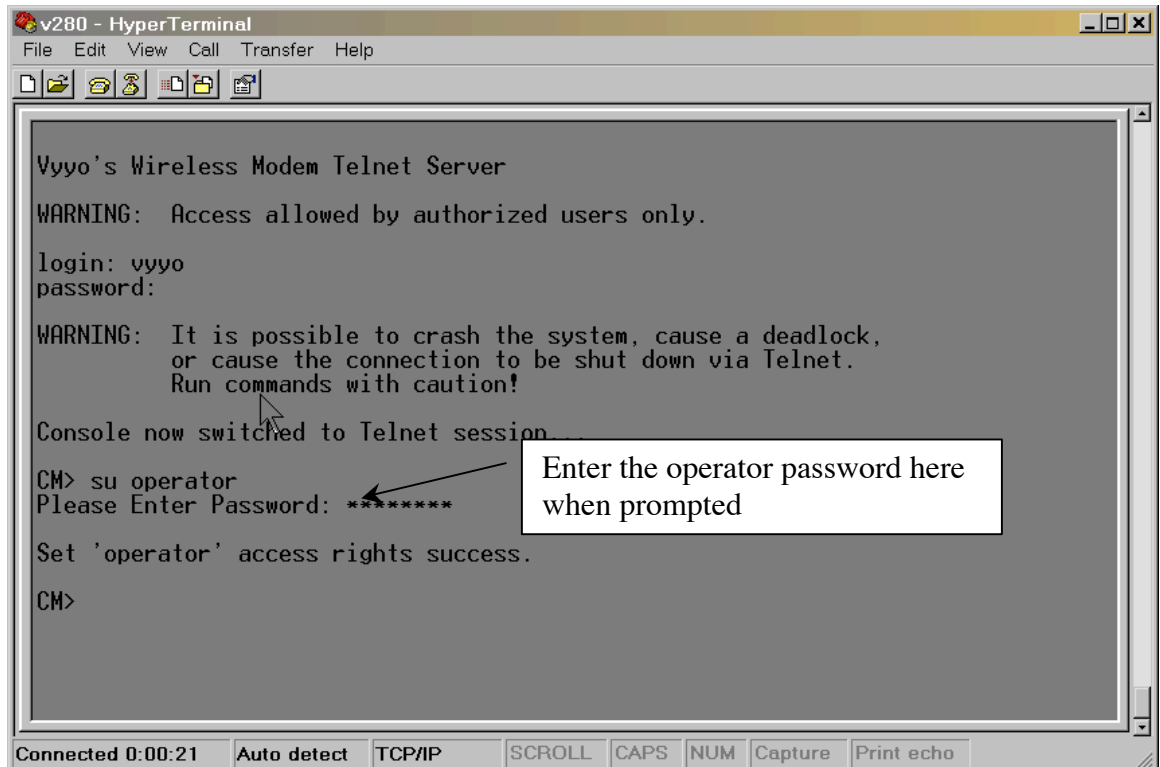 v280 - HyperTerminal
File Edit View Call Transfer Help
Vyyo's Wireless Modem Telnet Server
WARNING: Access allowed by authorized users only.
login: vyyo
password:
WARNING: It is possible to crash the system, cause a deadlock,
or cause the connection to be shut down via Telnet.
Run commands with caution!
Console now switched to Telnet session...
CM> su operator
Please Enter Password: ********
Enter the operator password here
when prompted
Set 'operator' access rights success.
CM>
Connected 0:00:21 Auto detect TCP/IP SCROLL CAPS NUM Capture Print echo